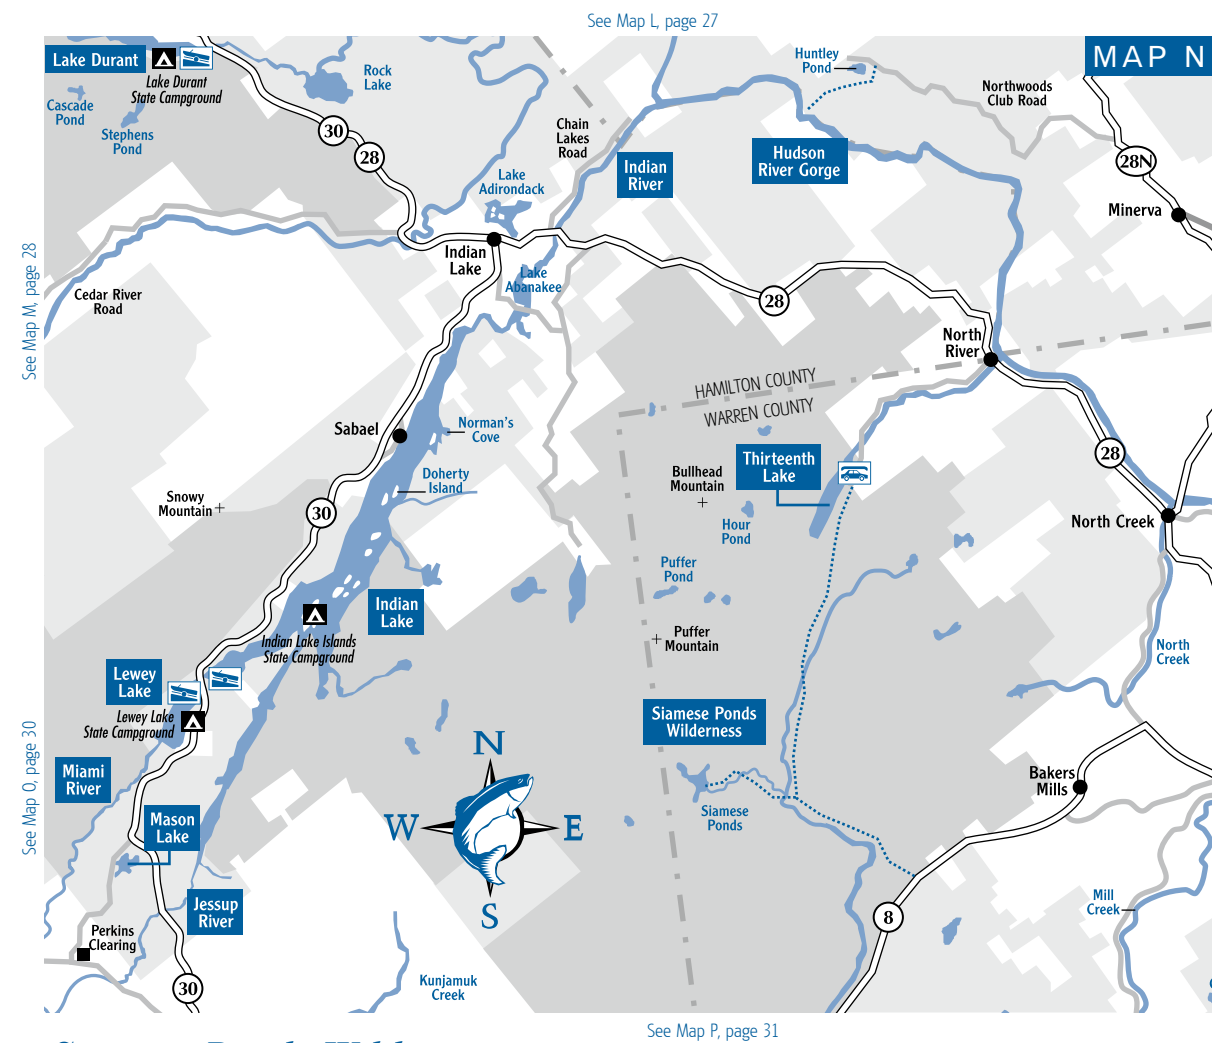 See Map L, page 27
MAP N
Lake Durant
Lake Durant
State Campground
Rock
Lake
Huntley
Pond
Northwoods
Club Road
Cascade
Pond
Stephens
Pond
30
28
Chain
Lakes
Road
Indian
River
Hudson
River Gorge
28N
Lake
Adirondack
Minerva
Indian
Lake
Lake
Abanakee
See Map M, page 28
Cedar River
Road
28
North
River
HAMILTON COUNTY
WARREN COUNTY
Sabael
Norman's
Cove
Doherty
Island
Bullhead
Mountain
Thirteenth
Lake
28
Snowy
Mountain
30
Hour
Pond
North Creek
Puffer
Pond
Indian
Lake
Indian Lake Islands
State Campground
Puffer
Mountain
North
Creek
Lewey
Lake
Lewey Lake
State Campground
Siamese Ponds
Wilderness
See Map O, page 30
Miami
River
N
W
E
S
Bakers
Mills
Mason
Lake
Siamese
Ponds
Jessup
River
8
Mill
Creek
Perkins
Clearing
30
Kunjamuk
Creek
See Map P, page 31